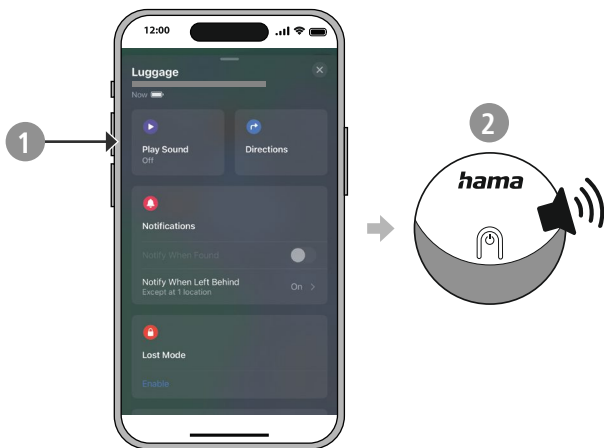 12:00
Luggage
Now
1
Play Sound
Off
Directions
Notifications
Notify When Found
Notify When Left Behind
Except at 1 location
On >
Lost Mode
Enable
2
hama